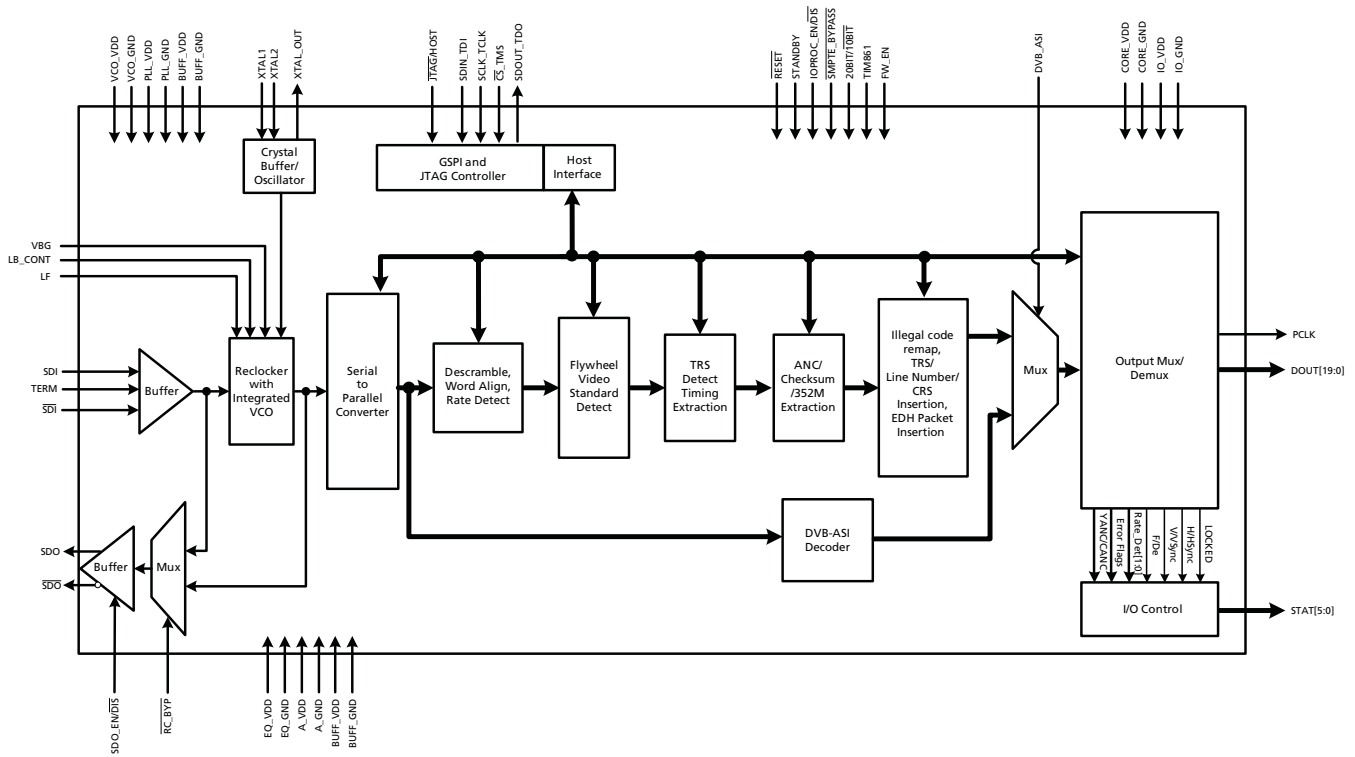 VCO_VDD
VCO_GND
PLL_VDD
PLL_GND
BUFF_VDD
BUFF_GND
XTAL1
XTAL2
XTAL_OUT
JTAG/HOST
SDIN_TDI
SCLK_TCLK
CS_TMS
SDOUT_TDO
RESET
STANDBY
IOPROC_EN/DIS
SMPTE_BYPASS
20BIT/10BIT
TIM861
FW_EN
DVB_ASI
CORE_VDD
CORE_GND
IO_VDD
IO_GND
Crystal
Buffer/
Oscillator
GSPI and
JTAG Controller
Host
Interface
VBG
LB_CONT
LF
SDI
TERM
SDI
Buffer
Reclocker
with
Integrated
VCO
Serial
to
Parallel
Converter
Descramble,
Word Align,
Rate Detect
Flywheel
Video
Standard
Detect
TRS
Detect
Timing
Extraction
ANC/
Checksum
/352M
Extraction
Illegal code
remap,
TRS/
Line Number/
CRS
Insertion,
EDH Packet
Insertion
Mux
Output Mux/
Demux
PCLK
DOUT[19:0]
DVB-ASI
Decoder
SDO
SDO
Buffer
Mux
YANC/CANC
Error Flags
Rate_Det[1:0]
F/De
V/VSync
H/HSync
LOCKED
I/O Control
STAT[5:0]
SDO_EN/DIS
RC_BYP
EQ_VDD
EQ_GND
A_VDD
A_GND
BUFF_VDD
BUFF_GND